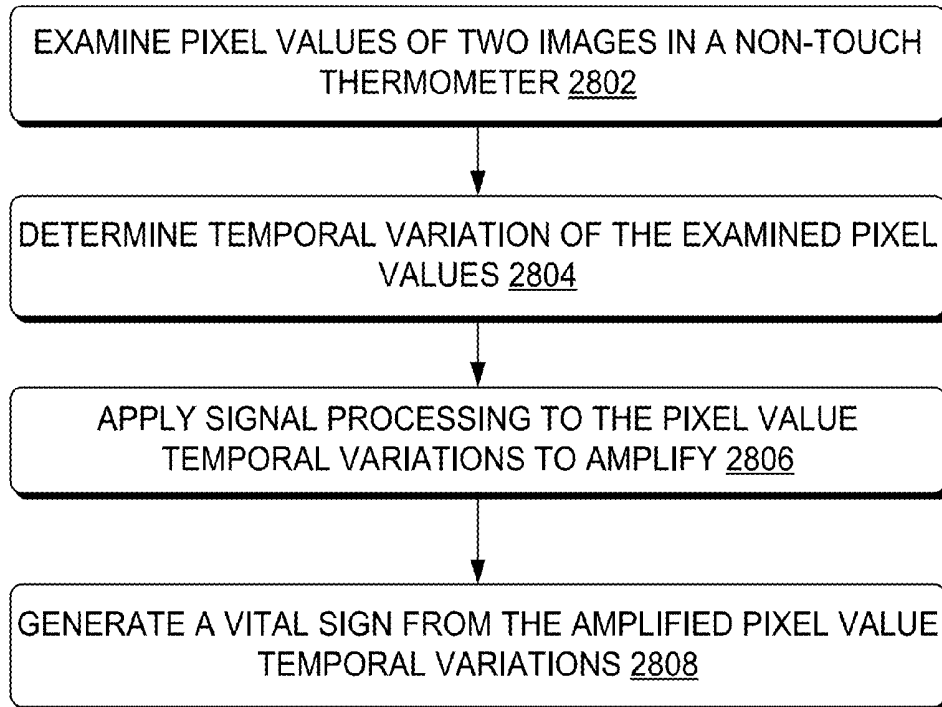 EXAMINE PIXEL VALUES OF TWO IMAGES IN A NON-TOUCH
THERMOMETER 2802
DETERMINE TEMPORAL VARIATION OF THE EXAMINED PIXEL
VALUES 2804
APPLY SIGNAL PROCESSING TO THE PIXEL VALUE
TEMPORAL VARIATIONS TO AMPLIFY 2806
GENERATE A VITAL SIGN FROM THE AMPLIFIED PIXEL VALUE
TEMPORAL VARIATIONS 2808